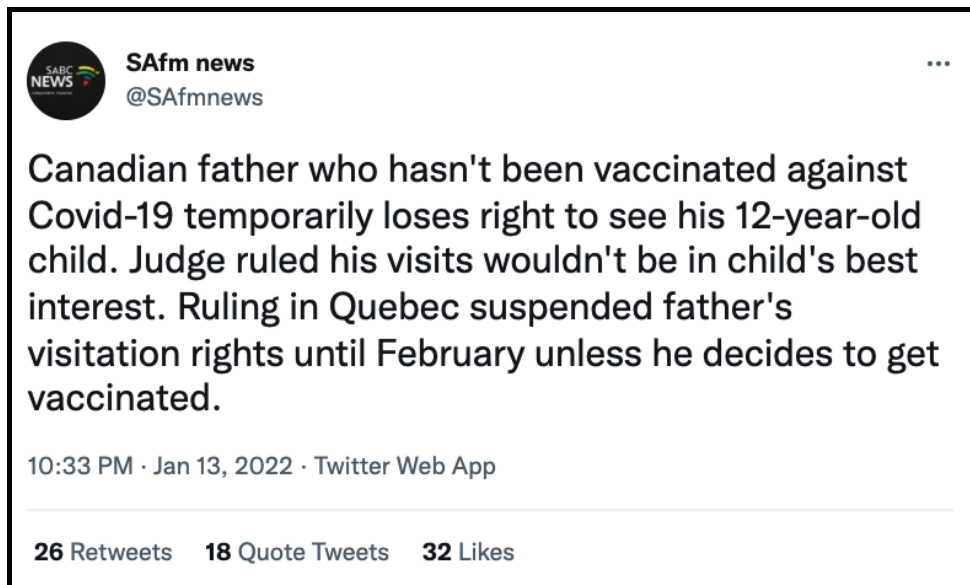 SABC
NEWS
SAfm news
@SAfmnews
Canadian father who hasn't been vaccinated against
Covid-19 temporarily loses right to see his 12-year-old
child. Judge ruled his visits wouldn't be in child's best
interest. Ruling in Quebec suspended father's
visitation rights until February unless he decides to get
vaccinated.
10:33 PM · Jan 13, 2022 · Twitter Web App
26 Retweets 18 Quote Tweets 32 Likes